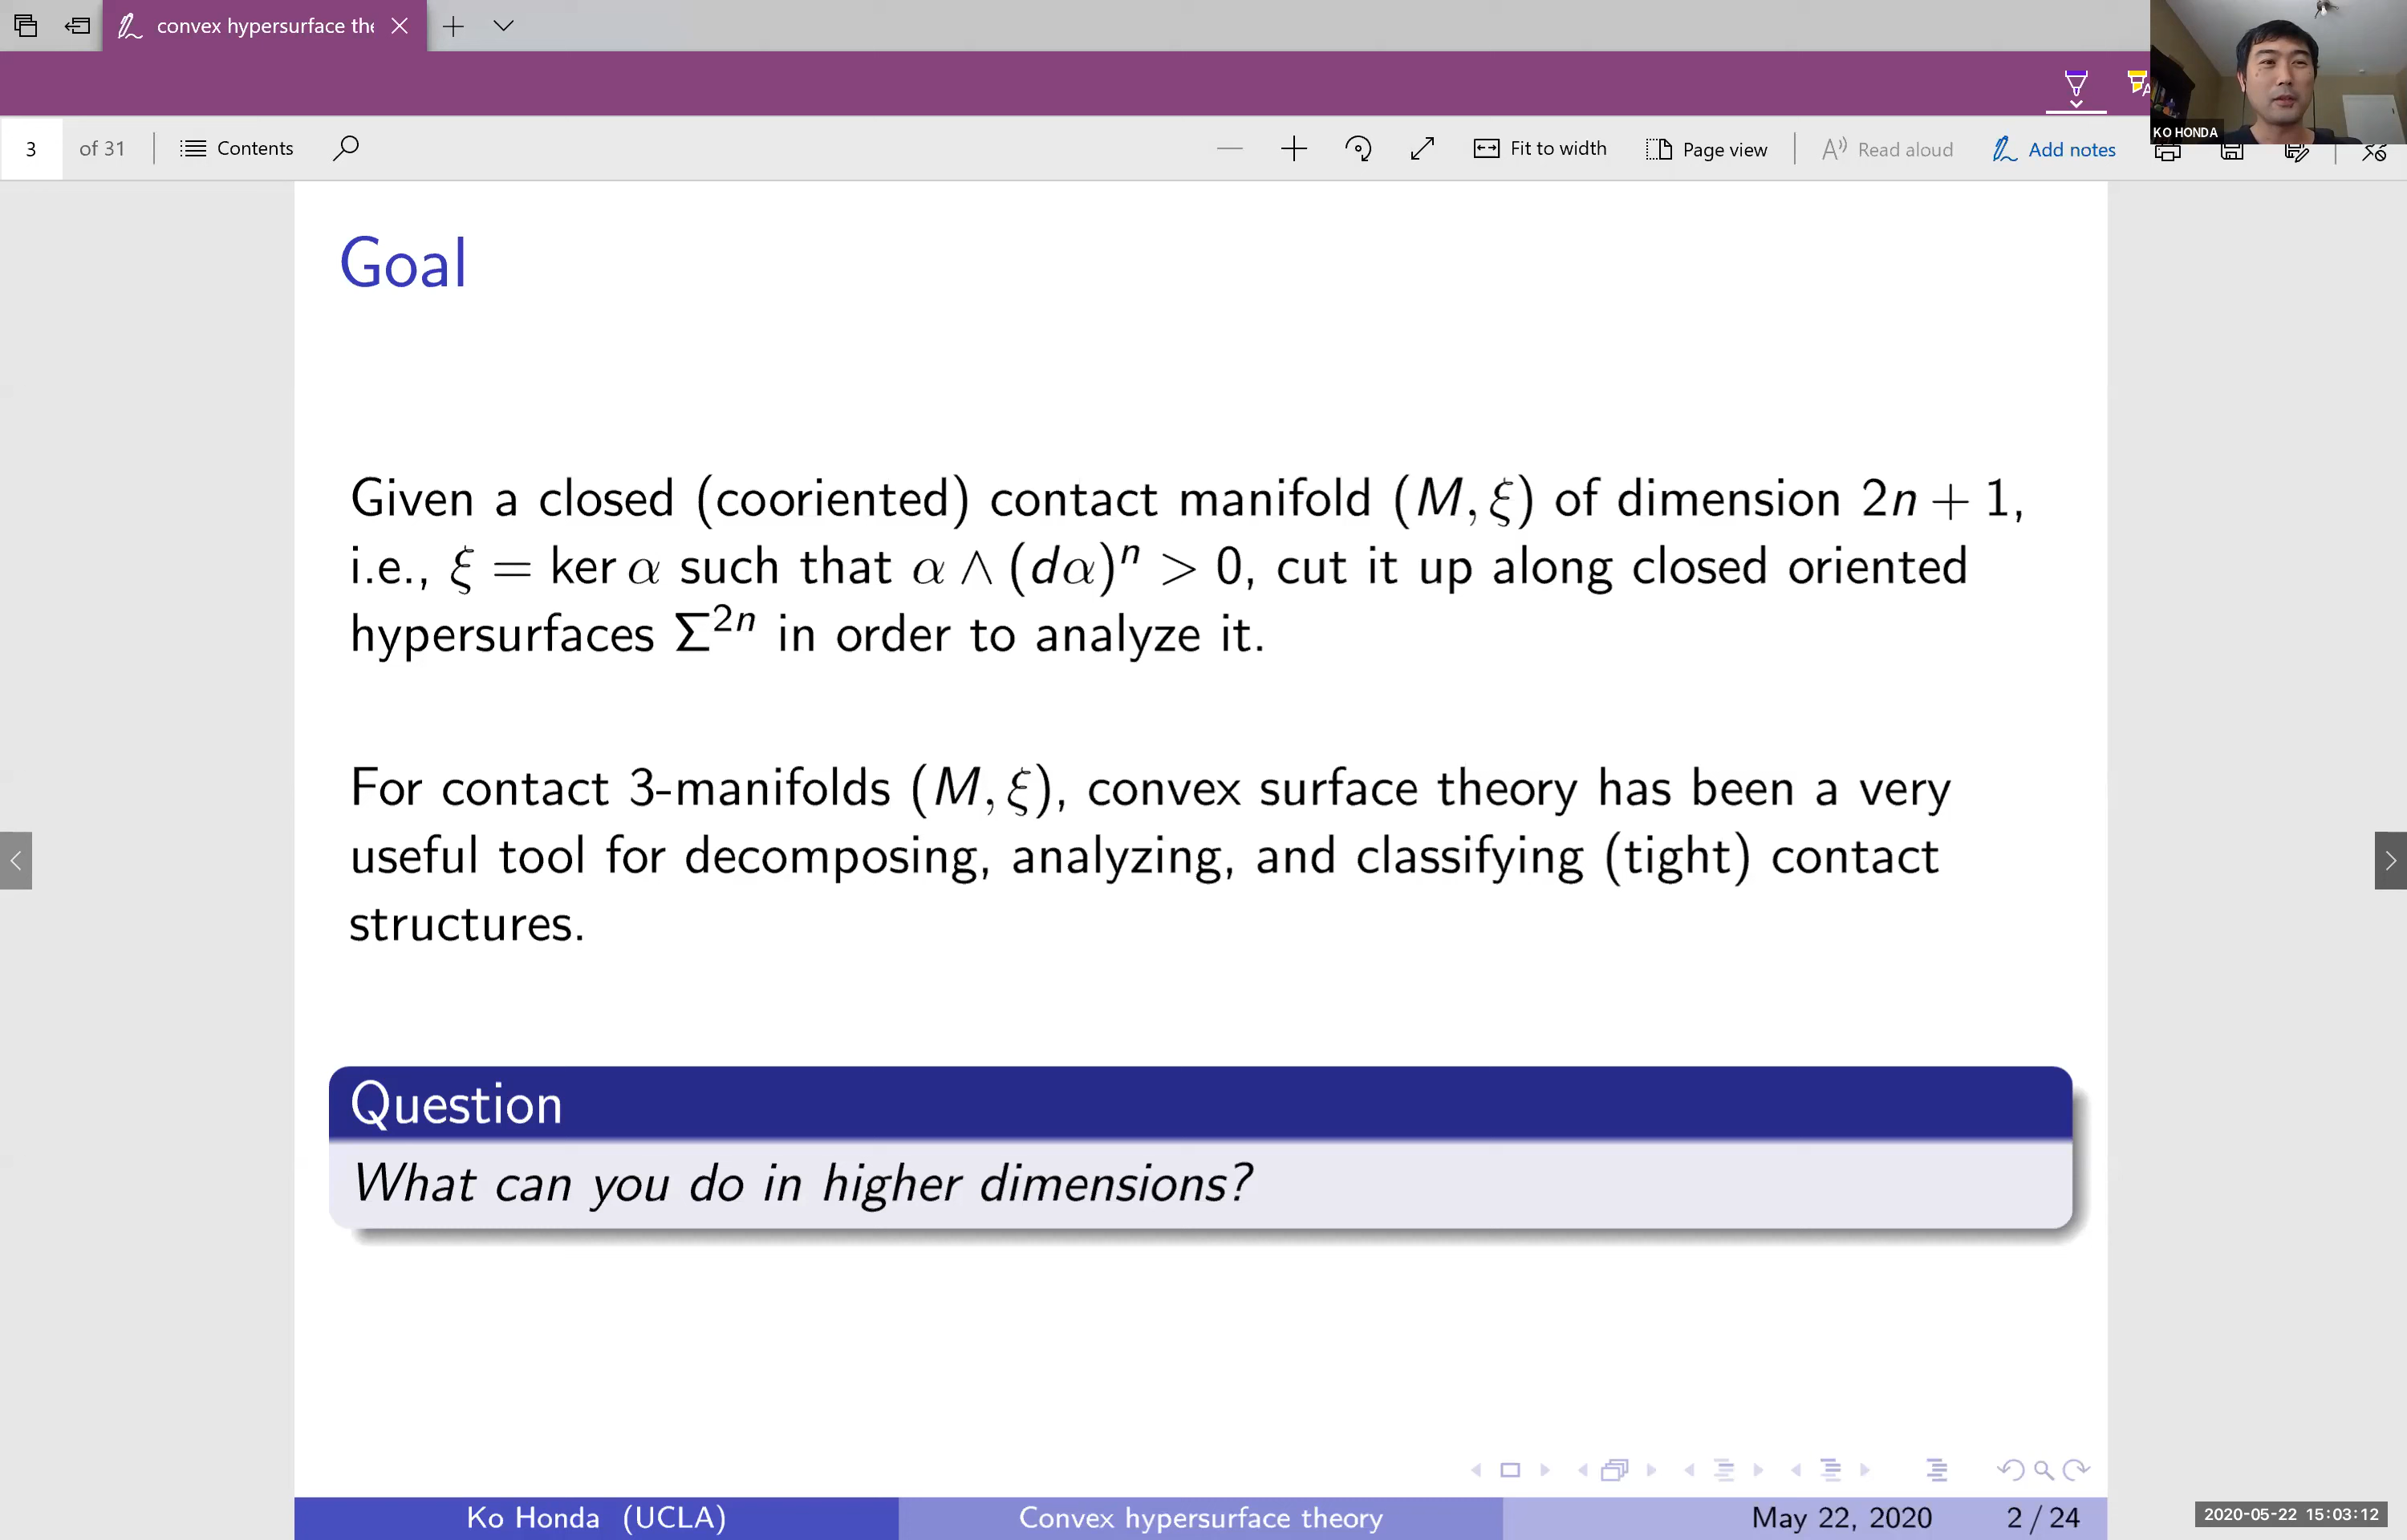 convex hypersurface the
KO HONDA
3 of 31 Contents Fit to width Page view Read aloud Add notes
Goal
Given a closed (cooriented) contact manifold (M, ξ) of dimension 2n + 1,
i.e., ξ = ker α such that α ∧ (dα)ⁿ > 0, cut it up along closed oriented
hypersurfaces Σ²ⁿ in order to analyze it.
For contact 3-manifolds (M, ξ), convex surface theory has been a very
useful tool for decomposing, analyzing, and classifying (tight) contact
structures.
Question
What can you do in higher dimensions?
Ko Honda (UCLA) Convex hypersurface theory May 22, 2020 2 / 24
2020-05-22 15:03:12